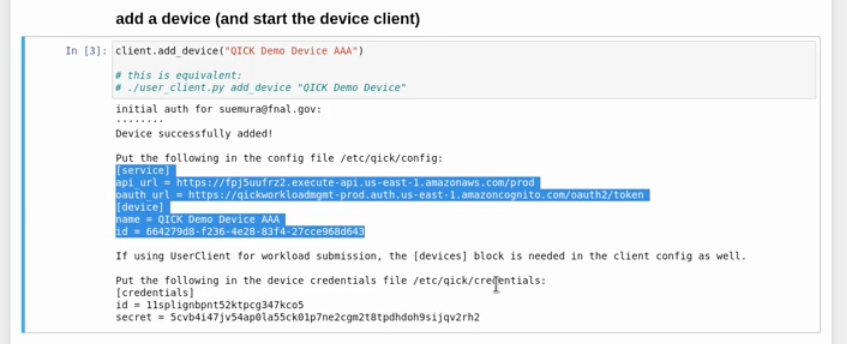 add a device (and start the device client)
In [3]: client.add_device("QICK Demo Device AAA")
# this is equivalent:
# ./user_client.py add_device "QICK Demo Device"
initial auth for suemura@fnal.gov:
········
Device successfully added!
Put the following in the config file /etc/qick/config:
[service]
api_url = https://fpj5uufrz2.execute-api.us-east-1.amazonaws.com/prod
oauth_url = https://qickworkloadmgmt-prod.auth.us-east-1.amazoncognito.com/oauth2/token
[device]
name = QICK Demo Device AAA
id = 664279d8-f236-4e28-83f4-27cce968d643
If using UserClient for workload submission, the [devices] block is needed in the client config as well.
Put the following in the device credentials file /etc/qick/credentials:
[credentials]
id = 11splignbpnt52ktpcg347kco5
secret = 5cvb4i47jv54ap0la55ck01p7ne2cgm2t8tpdhdoh9sijqv2rh2